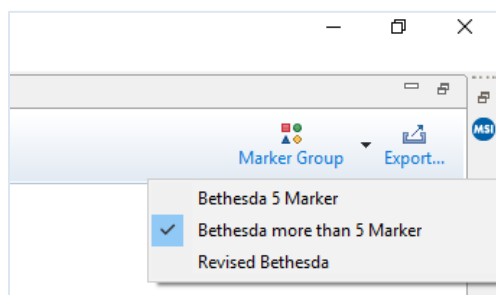 MSI
Marker Group
Export...
Bethesda 5 Marker
Bethesda more than 5 Marker
Revised Bethesda